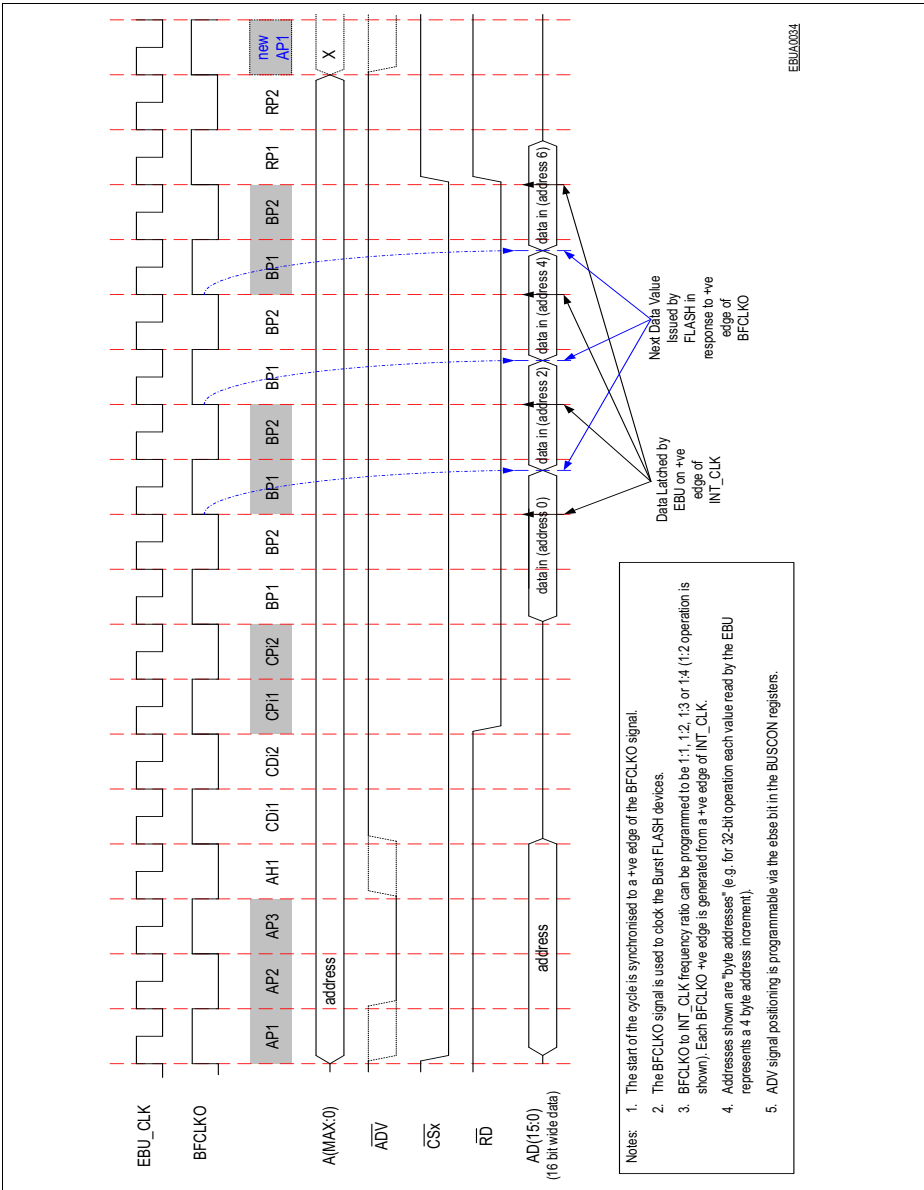 EBU_CLK
BFCLKO
AP1 AP2 AP3 AH1 CDi1 CDi2 CPi1 CPi2 BP1 BP2 BP1 BP2 BP1 BP2 BP1 BP2 RP1 RP2 new AP1
A(MAX:0) address X
ADV
CSx
RD
AD(15:0) address data in (address 0) data in (address 2) data in (address 4) data in (address 6)
(16 bit wide data)
Data Latched by
EBU on +ve
edge of
INT_CLK
Next Data Value
Issued by
FLASH in
response to +ve
edge of
BFCLKO
Notes: 1. The start of the cycle is synchronised to a +ve edge of the BFCLKO signal.
2. The BFCLKO signal is used to clock the Burst FLASH devices.
3. BFCLKO to INT_CLK frequency ratio can be programmed to be 1:1, 1:2, 1:3 or 1:4 (1:2 operation is
shown). Each BFCLKO +ve edge is generated from a +ve edge of INT_CLK.
4. Addresses shown are "byte addresses" (e.g. for 32-bit operation each value read by the EBU
represents a 4 byte address increment).
5. ADV signal positioning is programmable via the ebse bit in the BUSCON registers.
EBUA0034